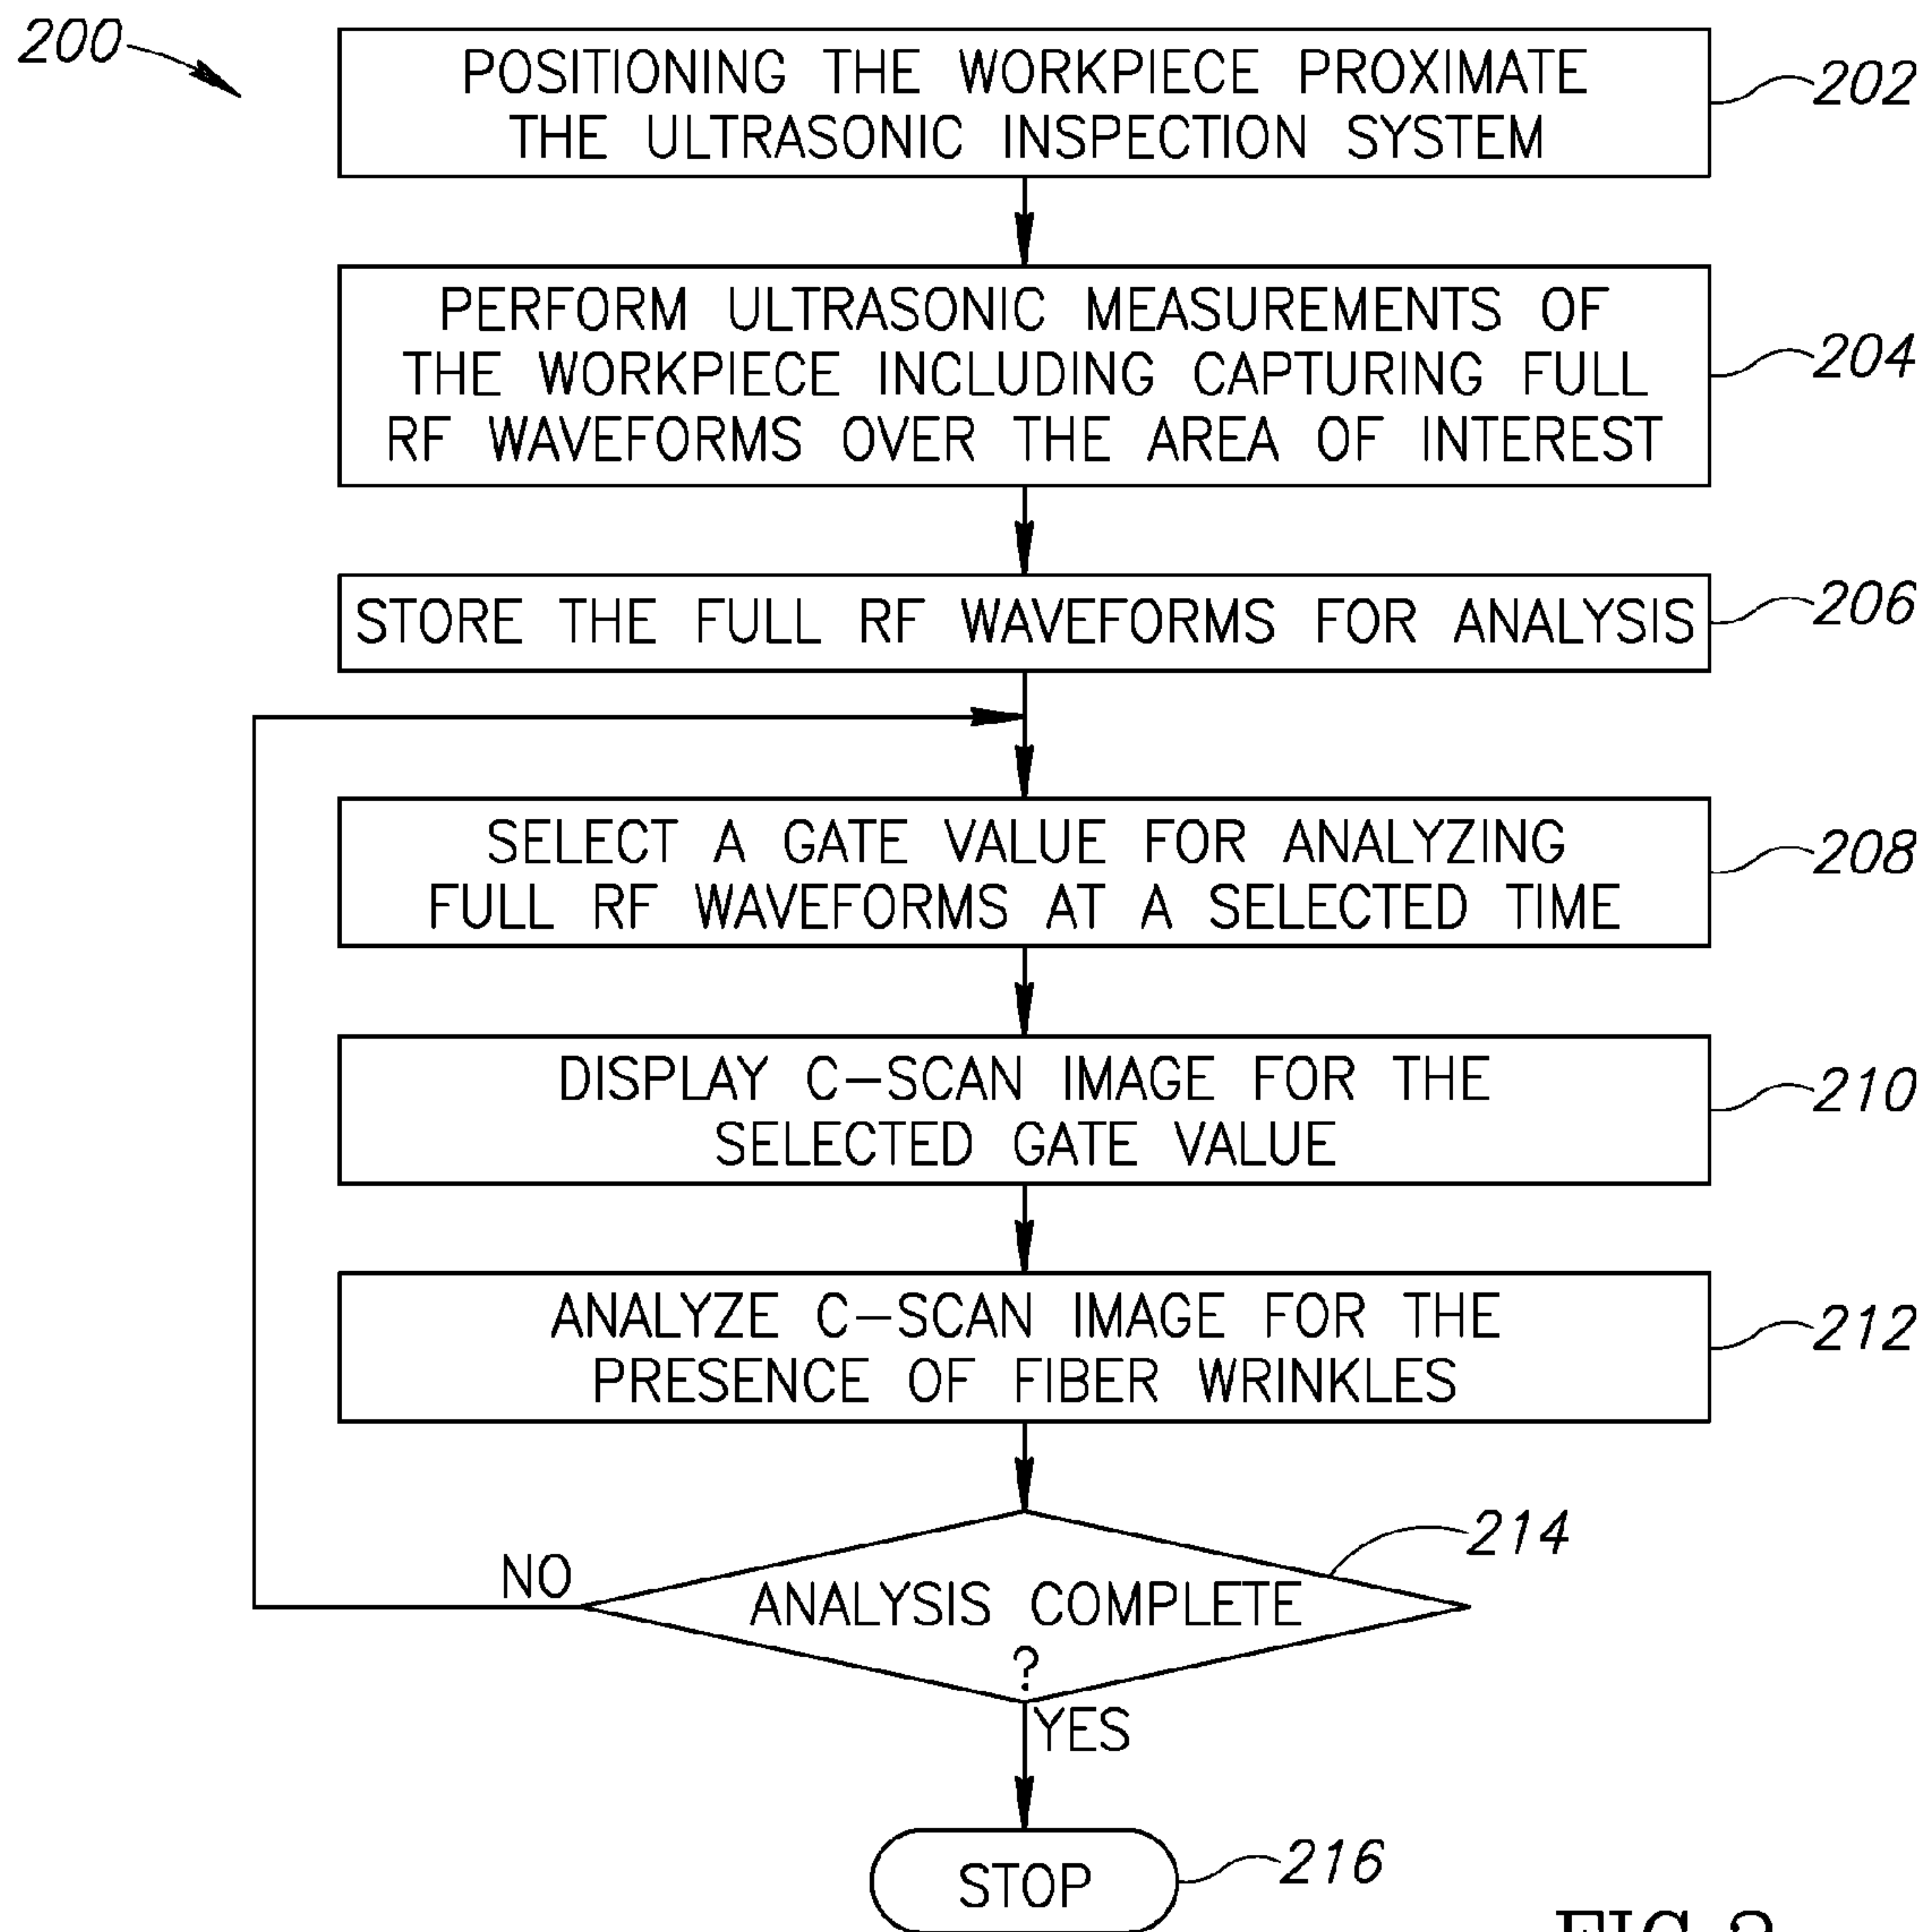 200
POSITIONING THE WORKPIECE PROXIMATE
THE ULTRASONIC INSPECTION SYSTEM
202
PERFORM ULTRASONIC MEASUREMENTS OF
THE WORKPIECE INCLUDING CAPTURING FULL
RF WAVEFORMS OVER THE AREA OF INTEREST
204
STORE THE FULL RF WAVEFORMS FOR ANALYSIS
206
SELECT A GATE VALUE FOR ANALYZING
FULL RF WAVEFORMS AT A SELECTED TIME
208
DISPLAY C-SCAN IMAGE FOR THE
SELECTED GATE VALUE
210
ANALYZE C-SCAN IMAGE FOR THE
PRESENCE OF FIBER WRINKLES
212
214
NO
ANALYSIS COMPLETE
?
YES
STOP
216